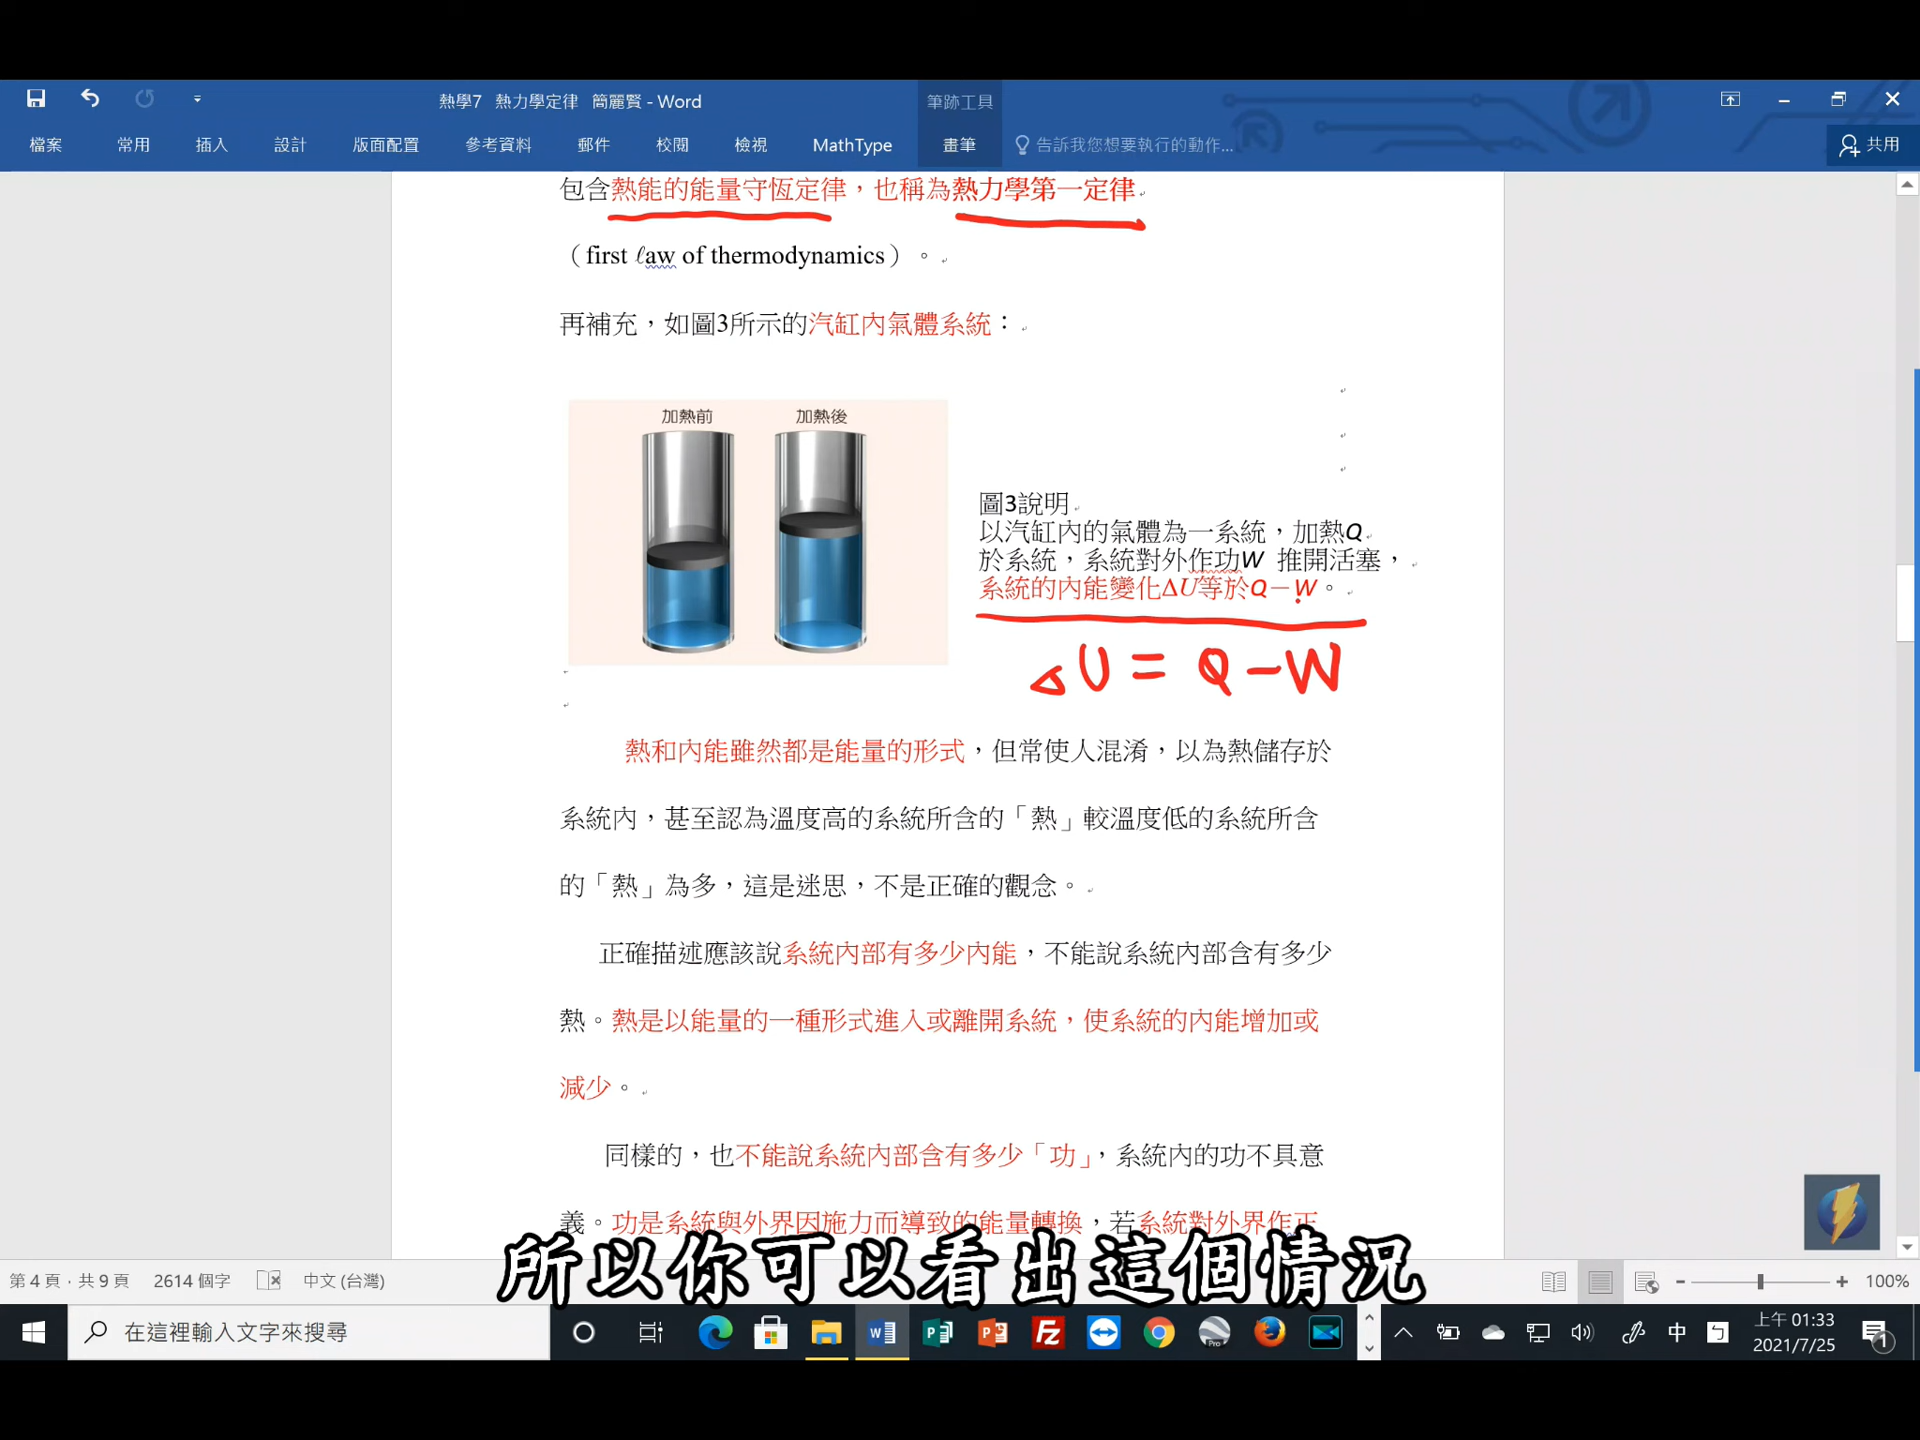 熱學7 熱力學定律 簡麗賢 - Word
筆跡工具
檔案 常用 插入 設計 版面配置 參考資料 郵件 校閱 檢視 MathType 畫筆 告訴我您想要執行的動作... 共用
包含熱能的能量守恆定律，也稱為熱力學第一定律
（first ℓaw of thermodynamics）。
再補充，如圖3所示的汽缸內氣體系統：
加熱前 加熱後
圖3說明
以汽缸內的氣體為一系統，加熱Q
於系統，系統對外作功W 推開活塞，
系統的內能變化ΔU等於Q－W。
ΔU = Q - W
熱和內能雖然都是能量的形式，但常使人混淆，以為熱儲存於
系統內，甚至認為溫度高的系統所含的「熱」較溫度低的系統所含
的「熱」為多，這是迷思，不是正確的觀念。
正確描述應該說系統內部有多少內能，不能說系統內部含有多少
熱。熱是以能量的一種形式進入或離開系統，使系統的內能增加或
減少。
同樣的，也不能說系統內部含有多少「功」，系統內的功不具意
義。功是系統與外界因施力而導致的能量轉換，若系統對外界作正
所以你可以看出這個情況
第 4 頁，共 9 頁 2614 個字 中文 (台灣) 100%
在這裡輸入文字來搜尋
中
上午 01:33
2021/7/25
1